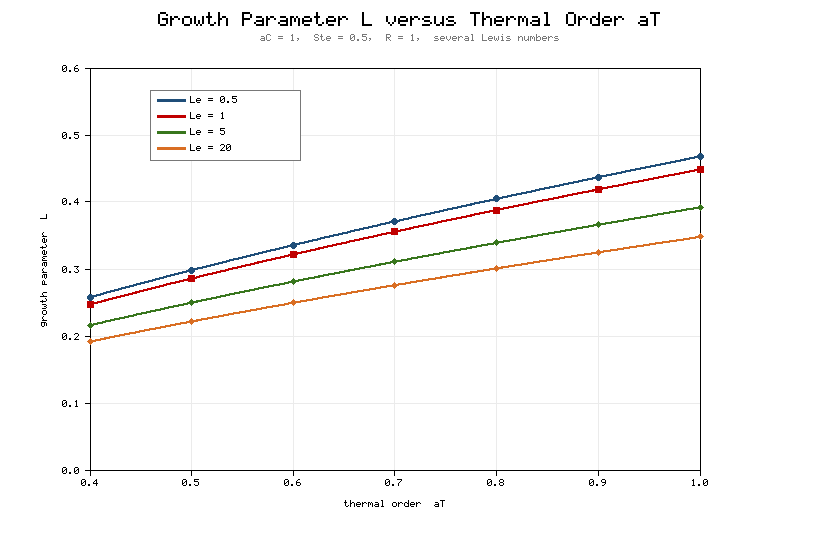 Growth Parameter L versus Thermal Order aT
aC = 1, Ste = 0.5, R = 1, several Lewis numbers
0.6
Le = 0.5
Le = 1
Le = 5
Le = 20
0.5
0.4
0.3
0.2
0.1
0.0
growth parameter L
0.4 0.5 0.6 0.7 0.8 0.9 1.0
thermal order aT